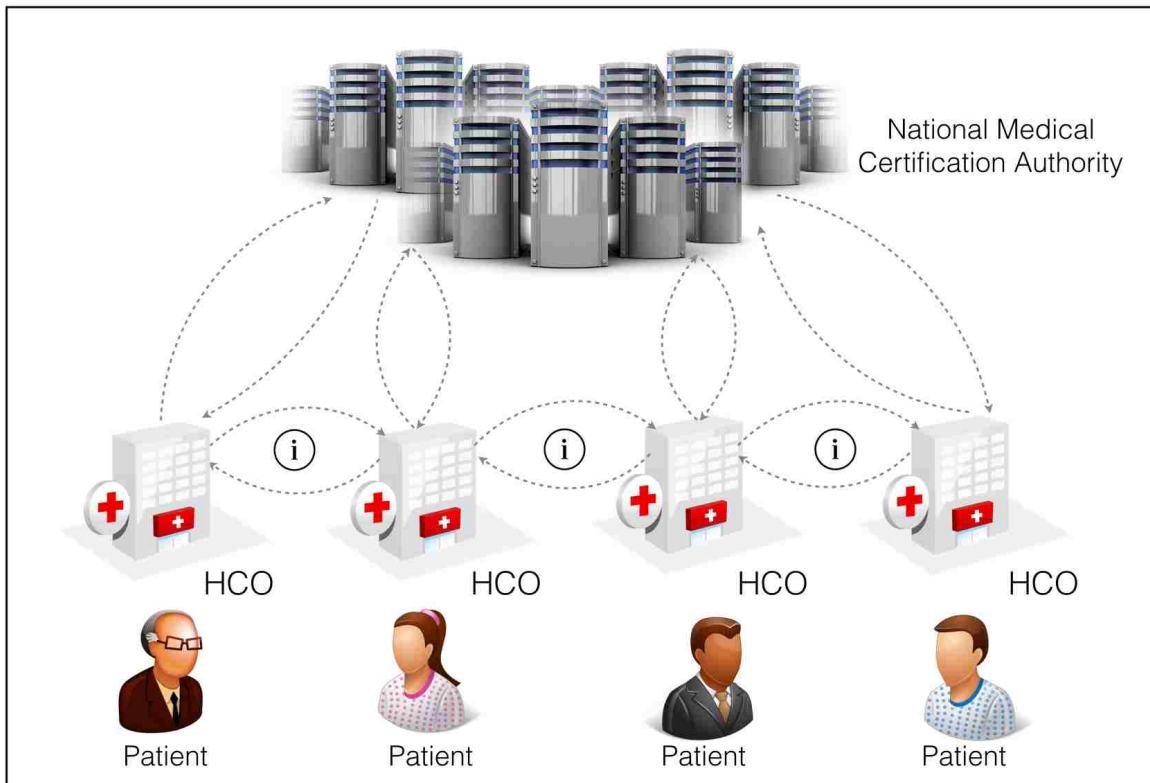 National Medical
Certification Authority
i
i
i
HCO
HCO
HCO
HCO
Patient
Patient
Patient
Patient